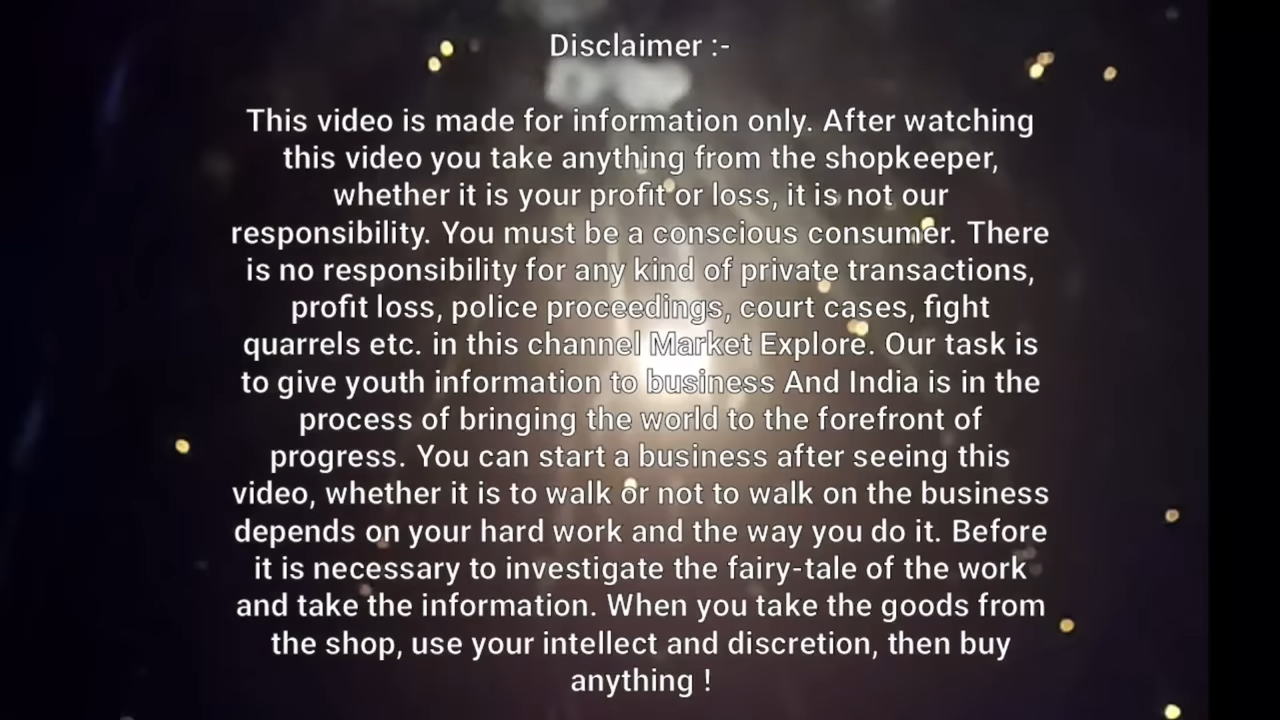 Disclaimer :-
This video is made for information only. After watching
this video you take anything from the shopkeeper,
whether it is your profit or loss, it is not our
responsibility. You must be a conscious consumer. There
is no responsibility for any kind of private transactions,
profit loss, police proceedings, court cases, fight
quarrels etc. in this channel Market Explore. Our task is
to give youth information to business And India is in the
process of bringing the world to the forefront of
progress. You can start a business after seeing this
video, whether it is to walk or not to walk on the business
depends on your hard work and the way you do it. Before
it is necessary to investigate the fairy-tale of the work
and take the information. When you take the goods from
the shop, use your intellect and discretion, then buy
anything !